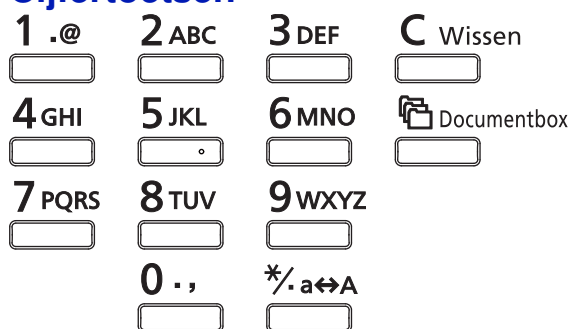 Cijfertoetsen
1 .@ 2 ABC 3 DEF C Wissen
4 GHI 5 JKL 6 MNO Documentbox
7 PQRS 8 TUV 9 WXYZ
0 ., */. a⇔A